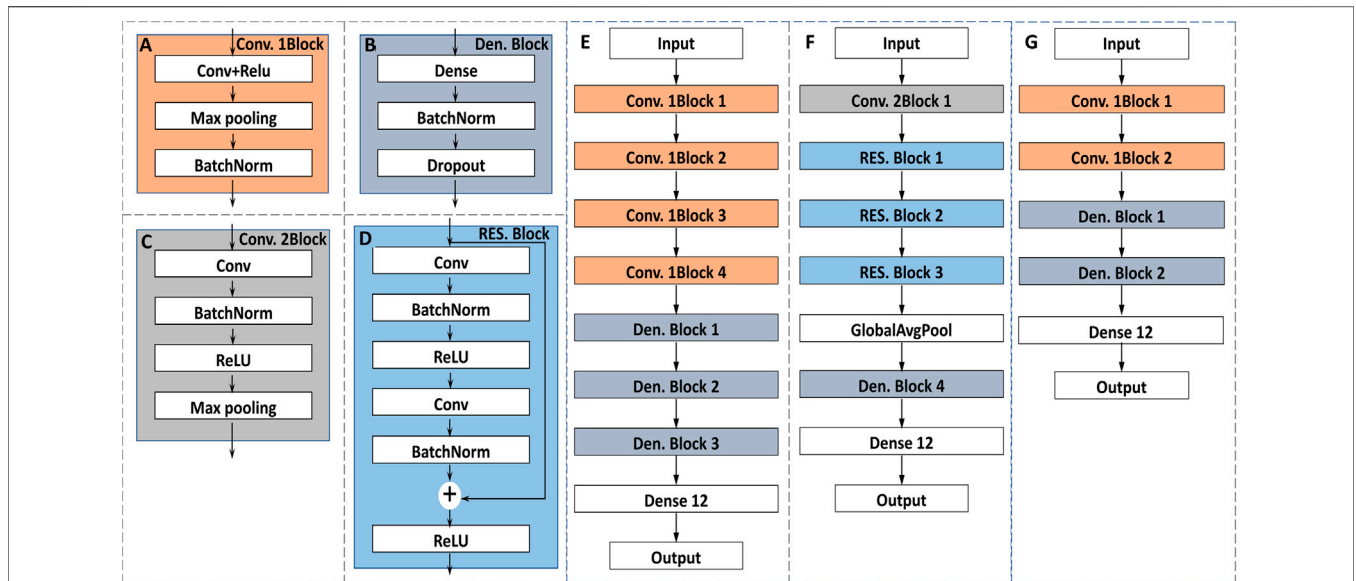 A
Conv. 1Block
Conv+Relu
Max pooling
BatchNorm
B
Den. Block
Dense
BatchNorm
Dropout
C
Conv. 2Block
Conv
BatchNorm
ReLU
Max pooling
D
RES. Block
Conv
BatchNorm
ReLU
Conv
BatchNorm
+
ReLU
E
Input
Conv. 1Block 1
Conv. 1Block 2
Conv. 1Block 3
Conv. 1Block 4
Den. Block 1
Den. Block 2
Den. Block 3
Dense 12
Output
F
Input
Conv. 2Block 1
RES. Block 1
RES. Block 2
RES. Block 3
GlobalAvgPool
Den. Block 4
Dense 12
Output
G
Input
Conv. 1Block 1
Conv. 1Block 2
Den. Block 1
Den. Block 2
Dense 12
Output